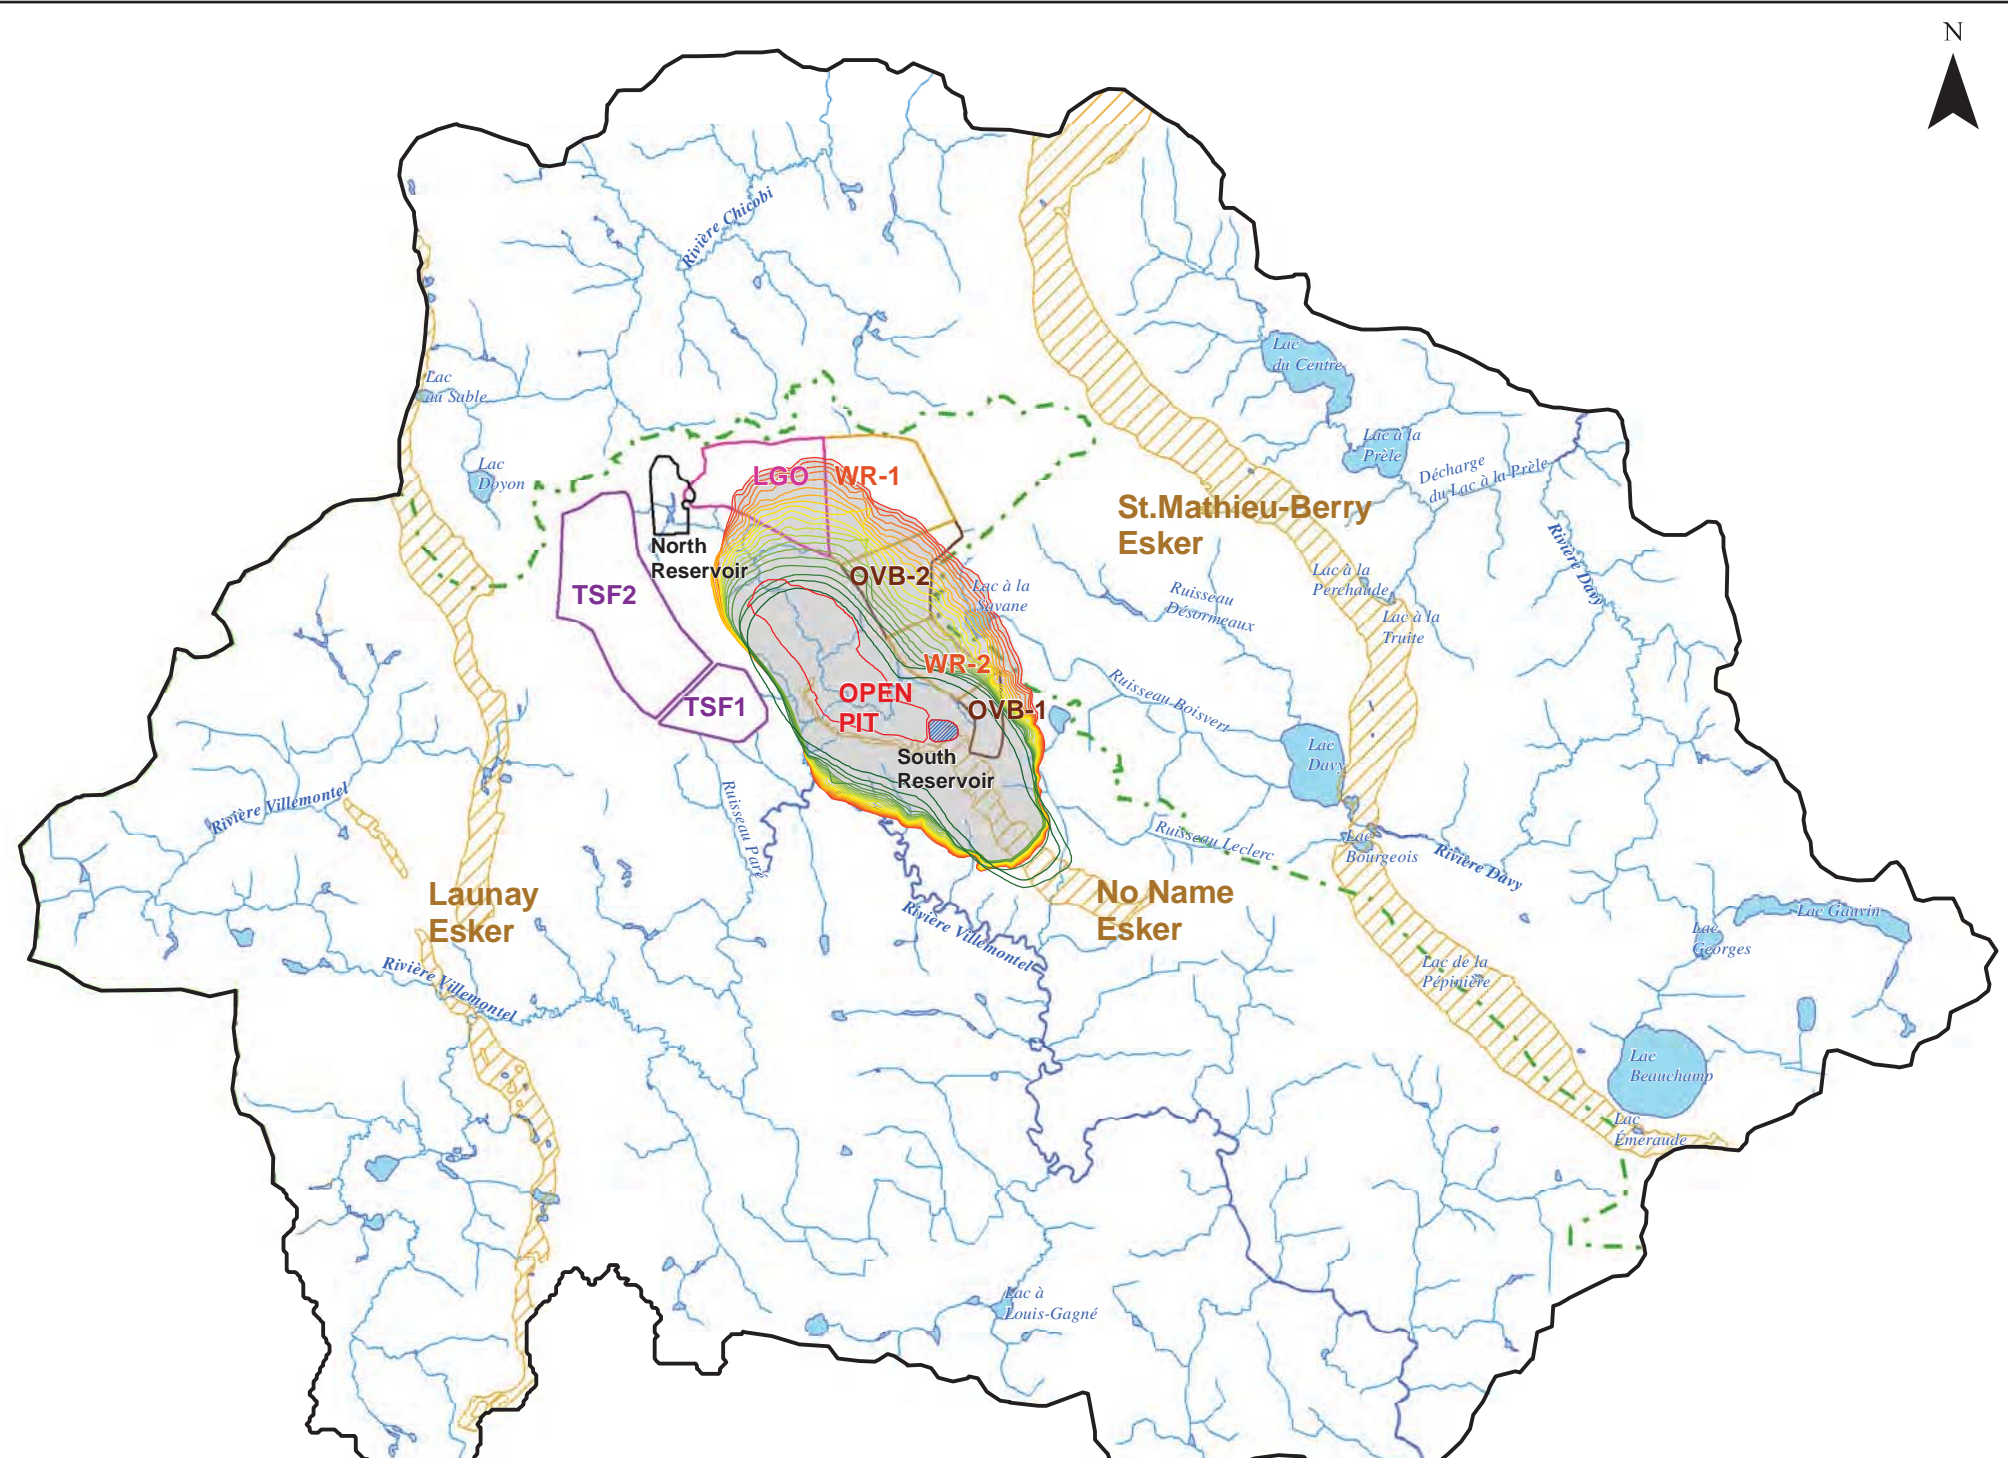 N
Rivière Chicobi
Lac
du Centre
Lac
au Sable
Lac à la
Prèle
Lac
Doyon
Décharge
du Lac à la Prèle
LGO
WR-1
St.Mathieu-Berry
Esker
Rivière Davy
North
Reservoir
OVB-2
TSF2
Lac à la
Savane
Ruisseau
Désormeaux
Lac à la
Perchaude
Lac à la
Truite
WR-2
OPEN
PIT
TSF1
OVB-1
Ruisseau Boisvert
Lac
Davy
South
Reservoir
Rivière Villemontel
Ruisseau Paré
Ruisseau Leclerc
Lac
Bourgeois
Rivière Davy
Launay
Esker
No Name
Esker
Rivière Villemontel
Lac Gauvin
Lac
Georges
Rivière Villemontel
Lac de la
Pépinière
Lac
Beauchamp
Lac
Émeraude
Lac à
Louis-Gagné